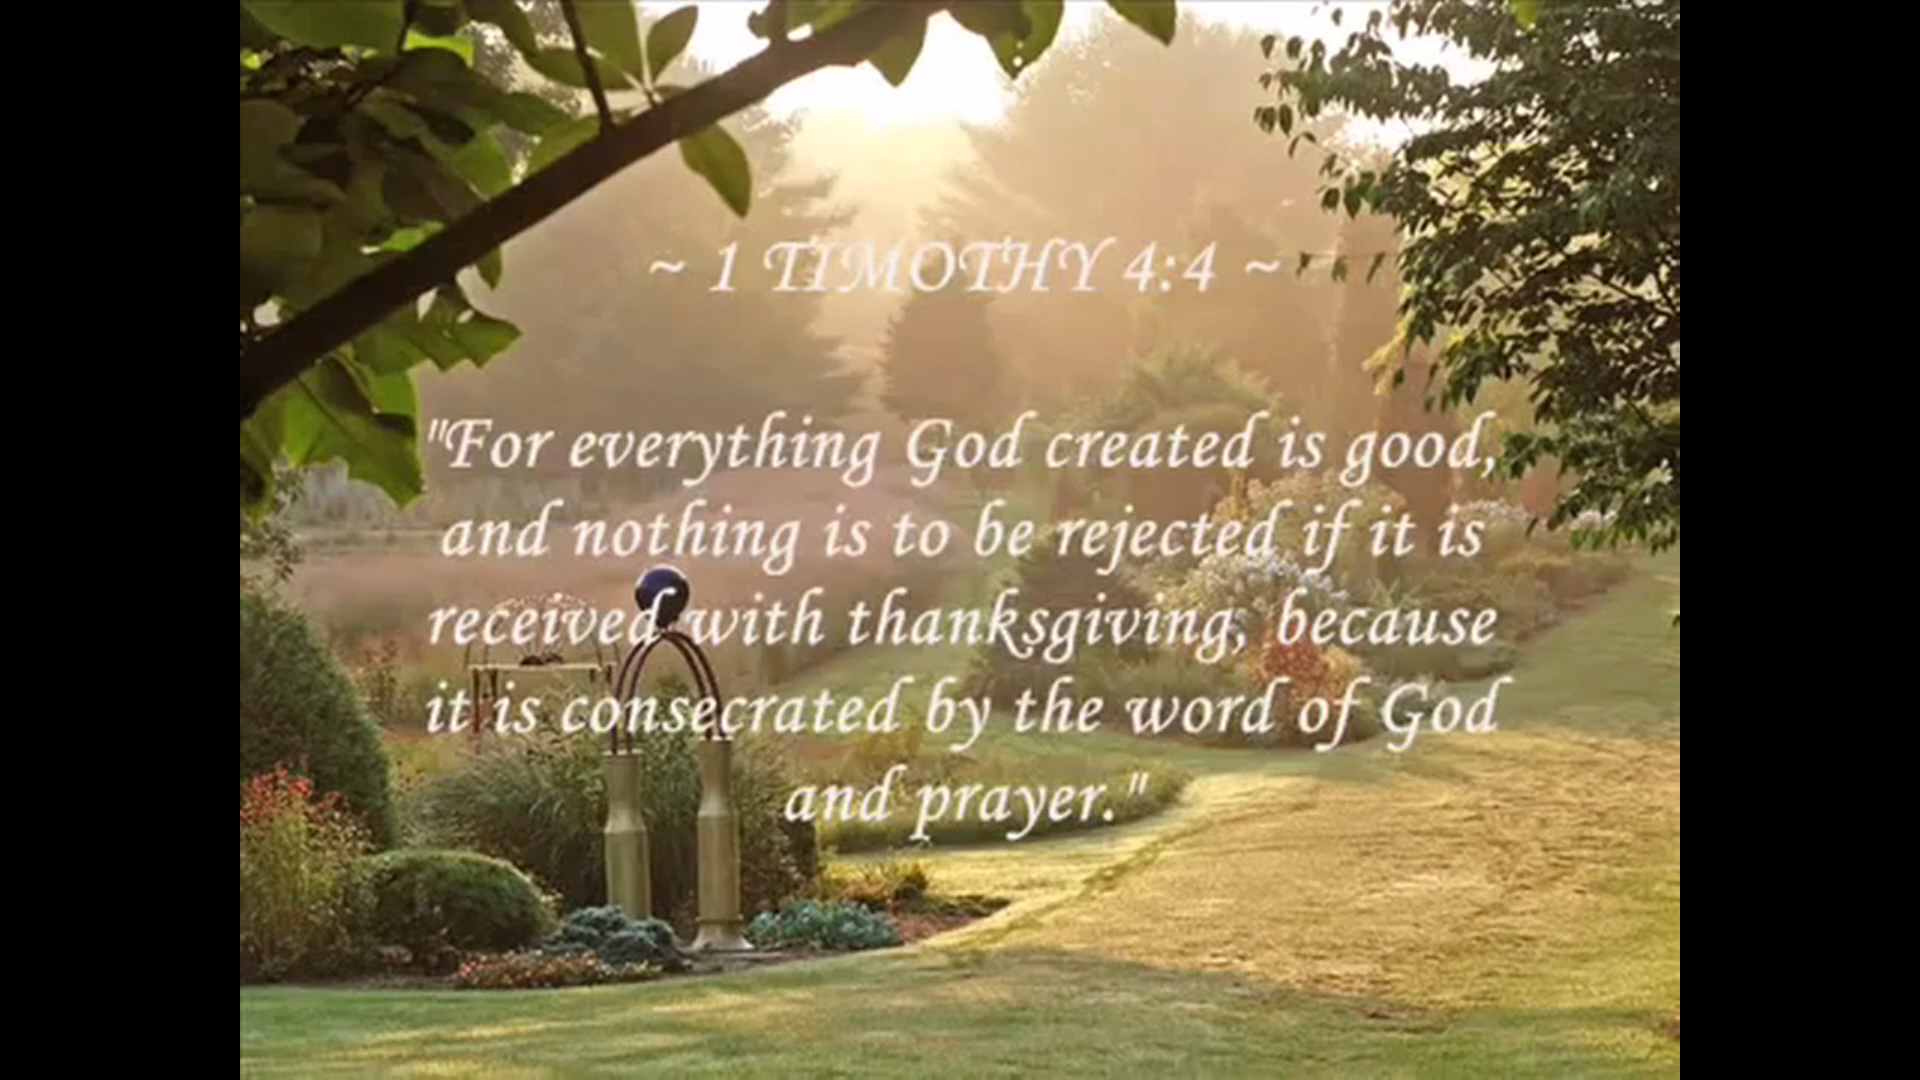 ~ 1 TIMOTHY 4:4 ~
"For everything God created is good,
and nothing is to be rejected if it is
received with thanksgiving, because
it is consecrated by the word of God
and prayer."